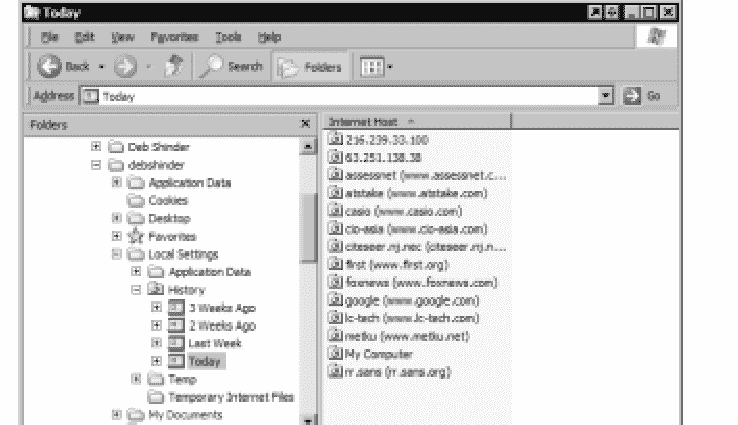 Today
File Edit View Favorites Tools Help
Back Search Folders
Address Today Go
Folders
Deb Shinder
debshinder
Application Data
Cookies
Desktop
Favorites
Local Settings
Application Data
History
3 Weeks Ago
2 Weeks Ago
Last Week
Today
Temp
Temporary Internet Files
My Documents
Internet Host
216.239.33.100
63.251.138.38
assessnet (www.assessnet.c...
atstake (www.atstake.com)
casio (www.casio.com)
cio-asia (www.cio-asia.com)
citeseer.nj.nec (citeseer.nj.n...
first (www.first.org)
foxnews (www.foxnews.com)
google (www.google.com)
lc-tech (www.lc-tech.com)
metku (www.metku.net)
My Computer
rr.sans (rr.sans.org)